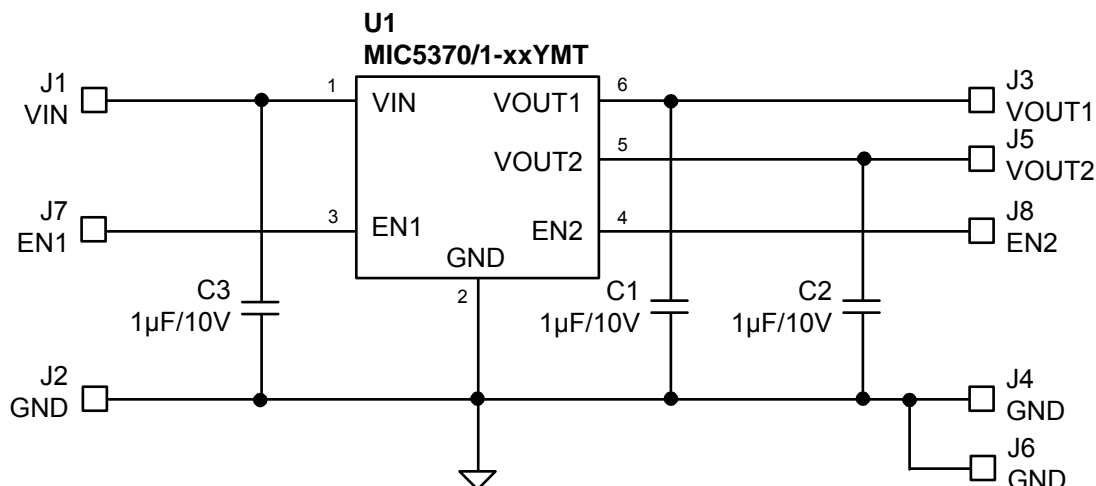 U1
MIC5370/1-xxYMT
J1
VIN
1
VIN
VOUT1
6
J3
VOUT1
VOUT2
5
J5
VOUT2
J7
EN1
3
EN1
EN2
4
J8
EN2
GND
2
C3
1µF/10V
C1
1µF/10V
C2
1µF/10V
J2
GND
J4
GND
J6
GND